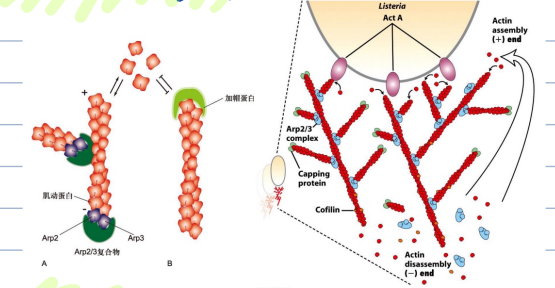 +
加帽蛋白
肌动蛋白
-
Arp2
Arp3
Arp2/3复合物
A
B
Listeria
Act A
Actin
assembly
(+) end
Arp2/3
complex
Capping
protein
Cofilin
Actin
disassembly
(−) end